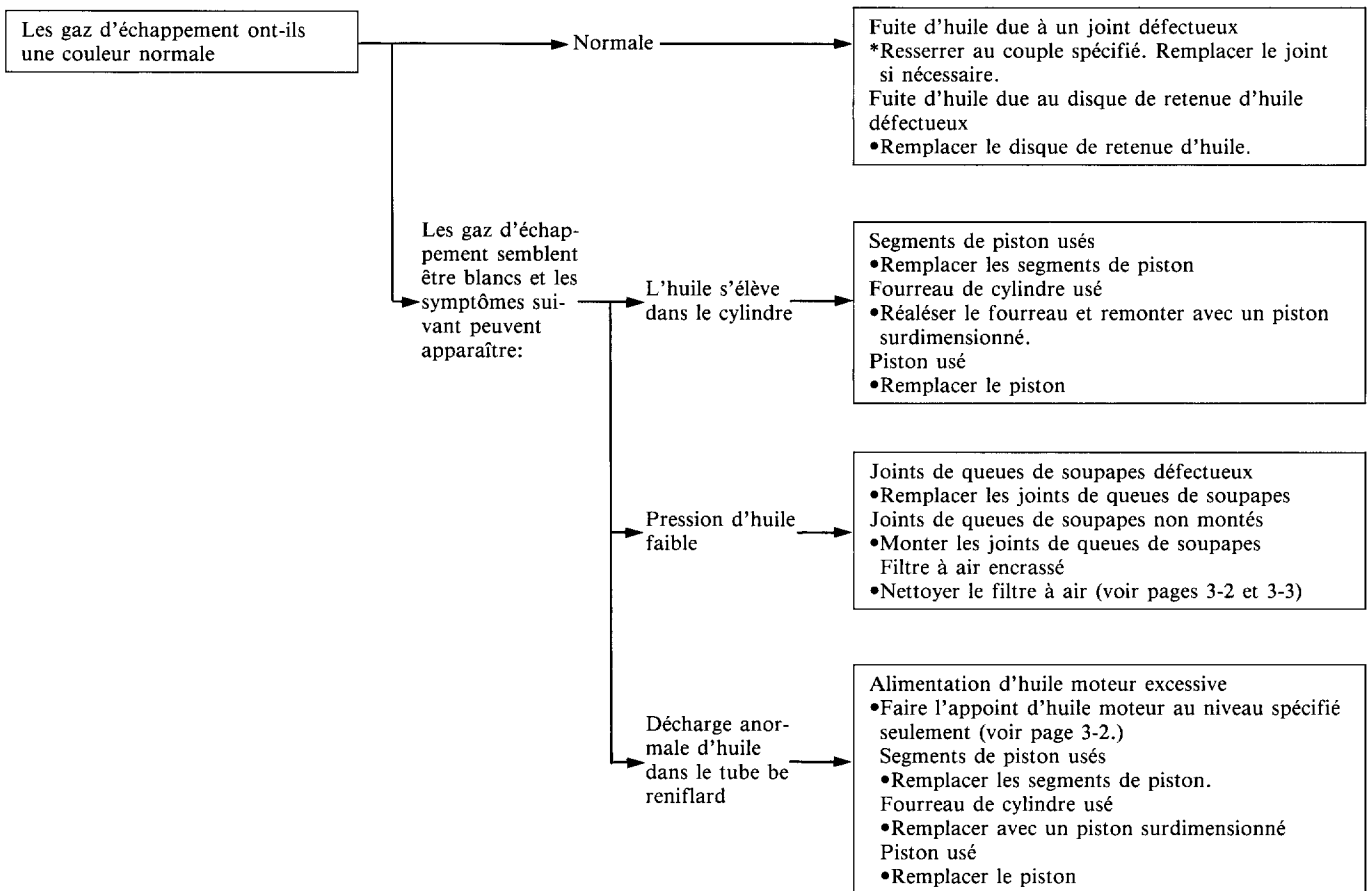 Les gaz d'échappement ont-ils
une couleur normale
Normale
Fuite d'huile due à un joint défectueux
*Resserrer au couple spécifié. Remplacer le joint
si nécessaire.
Fuite d'huile due au disque de retenue d'huile
défectueux
•Remplacer le disque de retenue d'huile.
Les gaz d'échap-
pement semblent
être blancs et les
symptômes sui-
vant peuvent
apparaître:
L'huile s'élève
dans le cylindre
Segments de piston usés
•Remplacer les segments de piston
Fourreau de cylindre usé
•Réaléser le fourreau et remonter avec un piston
surdimensionné.
Piston usé
•Remplacer le piston
Pression d'huile
faible
Joints de queues de soupapes défectueux
•Remplacer les joints de queues de soupapes
Joints de queues de soupapes non montés
•Monter les joints de queues de soupapes
Filtre à air encrassé
•Nettoyer le filtre à air (voir pages 3-2 et 3-3)
Décharge anor-
male d'huile
dans le tube be
reniflard
Alimentation d'huile moteur excessive
•Faire l'appoint d'huile moteur au niveau spécifié
seulement (voir page 3-2.)
Segments de piston usés
•Remplacer les segments de piston.
Fourreau de cylindre usé
•Remplacer avec un piston surdimensionné
Piston usé
•Remplacer le piston